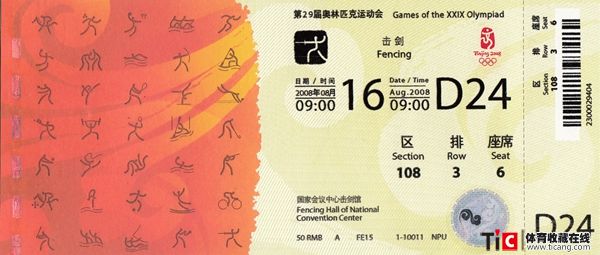 第29届奥林匹克运动会 Games of the XXIX Olympiad
击剑
Fencing
Beijing 2008
日期 / 时间
2008年08月
09:00
16
Date / Time
Aug.2008
09:00
D24
区 排 座席
Section Row Seat
108 3 6
国家会议中心击剑馆
Fencing Hall of National
Convention Center
50 RMB A FE15 1-10011 NPU
座席 Seat 6
排 Row 3
区 Section 108
2300029404
D24
TiC 体育收藏在线
www.ticang.com